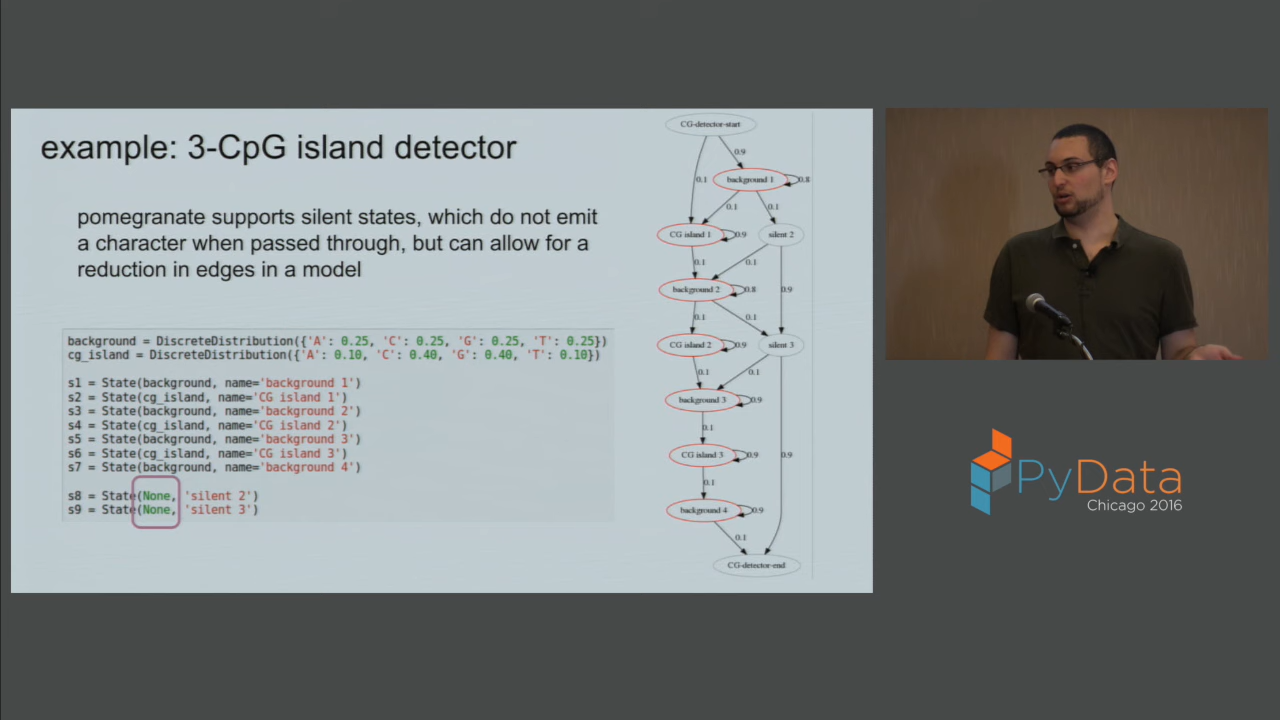 example: 3-CpG island detector
pomegranate supports silent states, which do not emit
a character when passed through, but can allow for a
reduction in edges in a model
background = DiscreteDistribution({'A': 0.25, 'C': 0.25, 'G': 0.25, 'T': 0.25})
cg_island = DiscreteDistribution({'A': 0.10, 'C': 0.40, 'G': 0.40, 'T': 0.10})
s1 = State(background, name='background 1')
s2 = State(cg_island, name='CG island 1')
s3 = State(background, name='background 2')
s4 = State(cg_island, name='CG island 2')
s5 = State(background, name='background 3')
s6 = State(cg_island, name='CG island 3')
s7 = State(background, name='background 4')
s8 = State(None, 'silent 2')
s9 = State(None, 'silent 3')
CG-detector-start
0.9
0.1
background 1
0.8
0.1
0.1
CG island 1
0.9
silent 2
0.1
0.1
background 2
0.8
0.9
0.1
0.1
CG island 2
0.9
silent 3
0.1
0.1
background 3
0.9
0.1
CG island 3
0.9
0.9
0.1
background 4
0.9
0.1
CG-detector-end
PyData
Chicago 2016